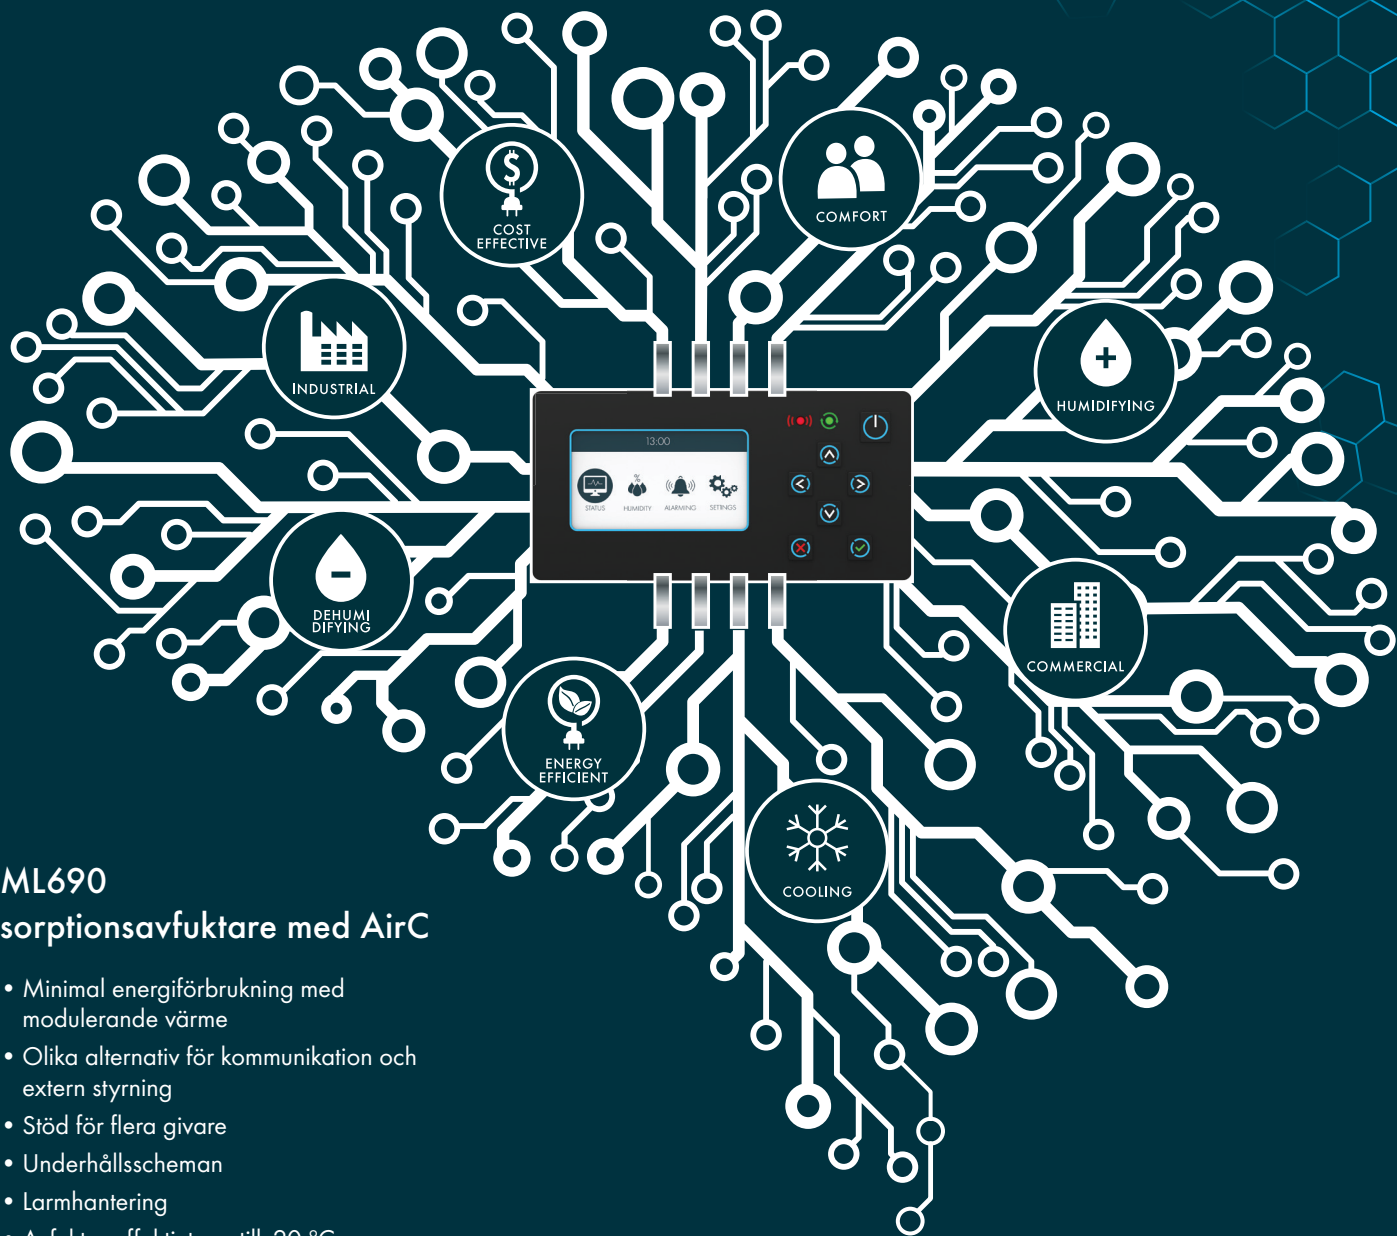 COST
EFFECTIVE
COMFORT
INDUSTRIAL
HUMIDIFYING
13:00
STATUS
HUMIDITY
ALARMING
SETTINGS
DEHUMI
DIFYING
COMMERCIAL
ENERGY
EFFICIENT
COOLING
ML690
sorptionsavfuktare med AirC
• Minimal energiförbrukning med
modulerande värme
• Olika alternativ för kommunikation och
extern styrning
• Stöd för flera givare
• Underhållsscheman
• Larmhantering